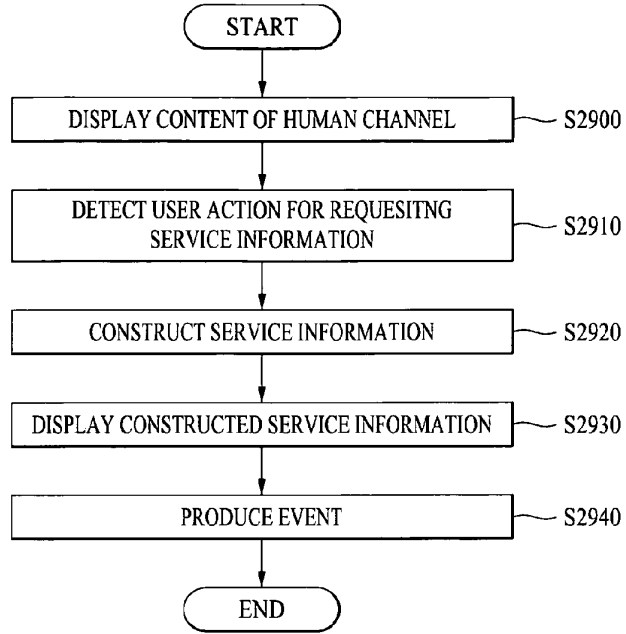 START
DISPLAY CONTENT OF HUMAN CHANNEL
S2900
DETECT USER ACTION FOR REQUESITNG
SERVICE INFORMATION
S2910
CONSTRUCT SERVICE INFORMATION
S2920
DISPLAY CONSTRUCTED SERVICE INFORMATION
S2930
PRODUCE EVENT
S2940
END